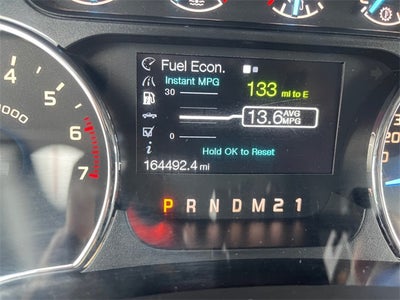 Fuel Econ.
Instant MPG
30
133 mi to E
13.6 AVG MPG
0
Hold OK to Reset
164492.4 mi
P R N D M 2 1
4
5
6
7